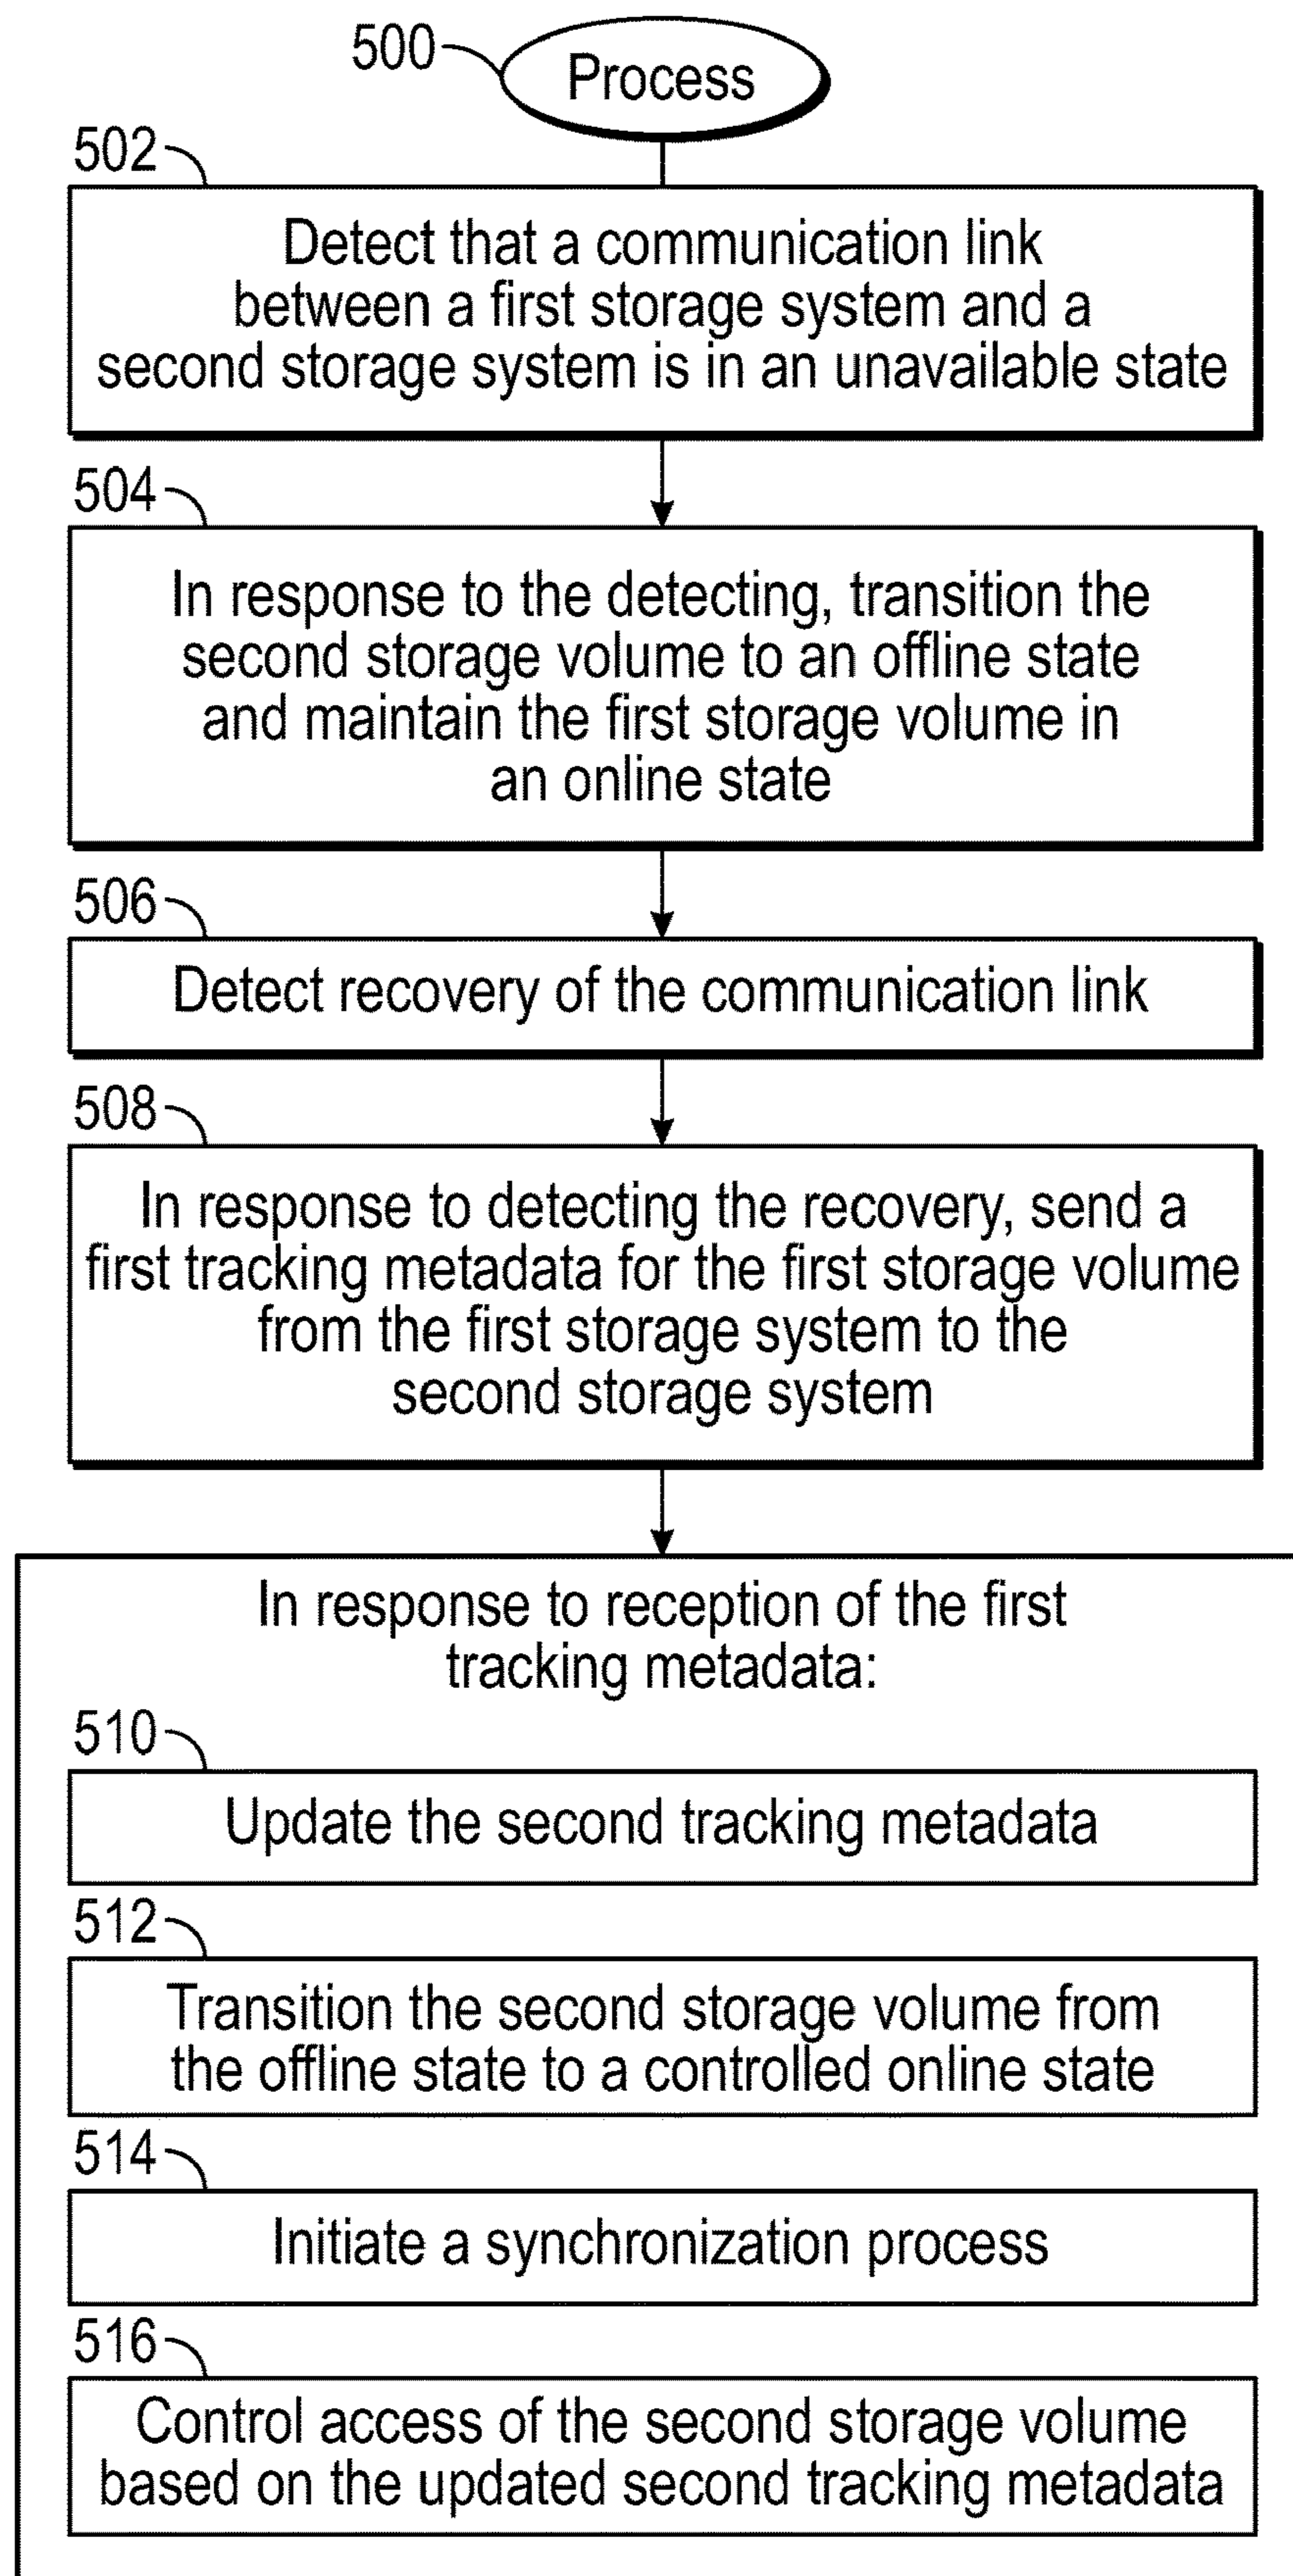 500
Process
502
Detect that a communication link
between a first storage system and a
second storage system is in an unavailable state
504
In response to the detecting, transition the
second storage volume to an offline state
and maintain the first storage volume in
an online state
506
Detect recovery of the communication link
508
In response to detecting the recovery, send a
first tracking metadata for the first storage volume
from the first storage system to the
second storage system
In response to reception of the first
tracking metadata:
510
Update the second tracking metadata
512
Transition the second storage volume from
the offline state to a controlled online state
514
Initiate a synchronization process
516
Control access of the second storage volume
based on the updated second tracking metadata